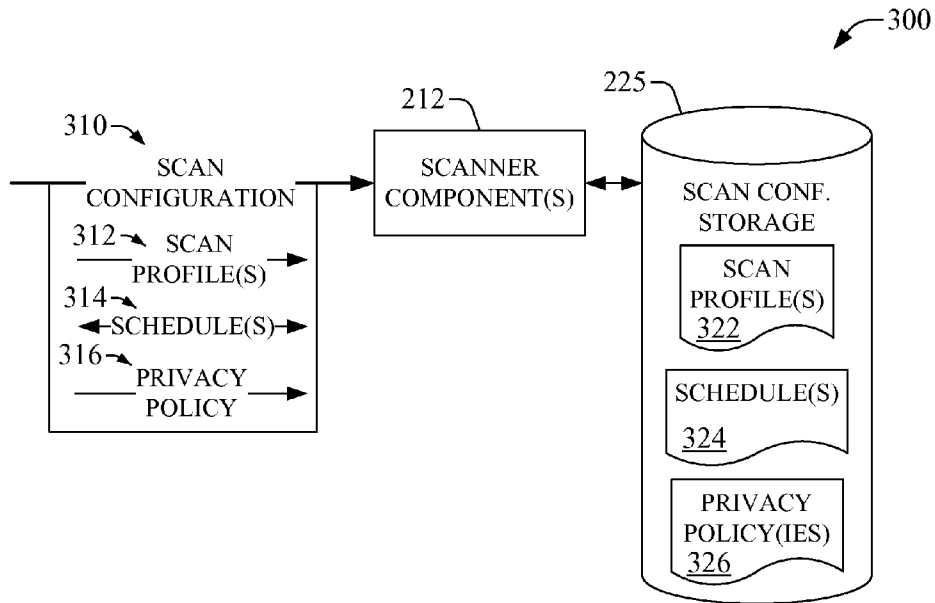 300
225
212
310
SCAN
CONFIGURATION
SCANNER
COMPONENT(S)
SCAN CONF.
STORAGE
312
SCAN
PROFILE(S)
314
SCHEDULE(S)
316
PRIVACY
POLICY
SCAN
PROFILE(S)
322
SCHEDULE(S)
324
PRIVACY
POLICY(IES)
326